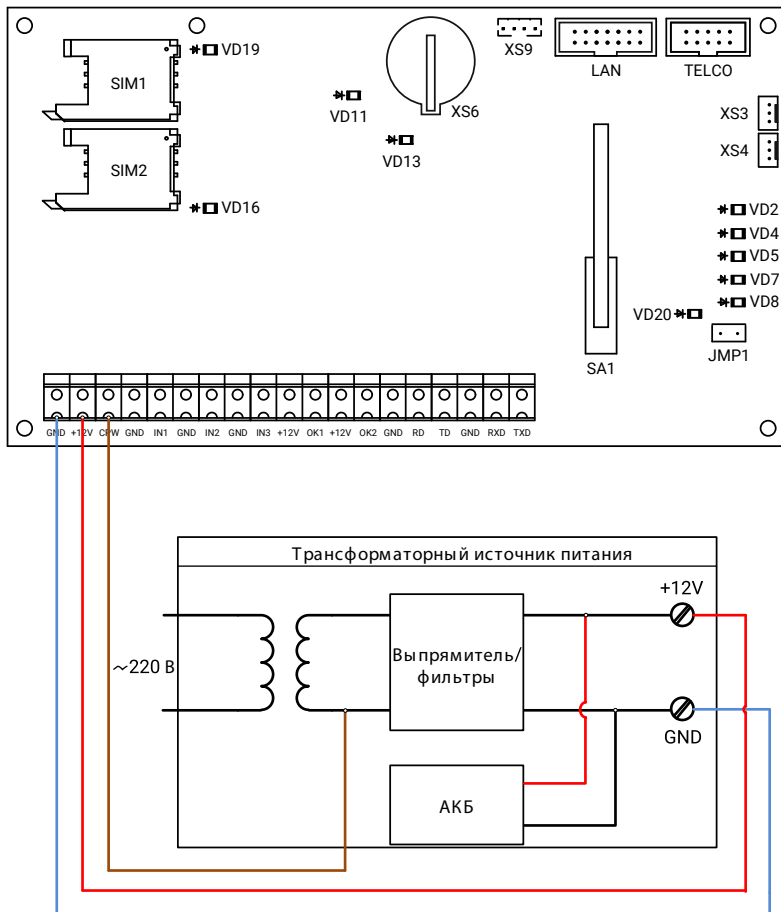 VD19
XS9
LAN
TELCO
SIM1
VD11
XS6
XS3
VD13
XS4
SIM2
VD16
VD2
VD4
VD5
VD7
VD8
VD20
JMP1
SA1
GND +12V CPW GND IN1 GND IN2 GND IN3 +12V OK1 +12V OK2 GND RD TD GND RXD TXD
Трансформаторный источник питания
+12V
~220 В
Выпрямитель/
фильтры
GND
АКБ